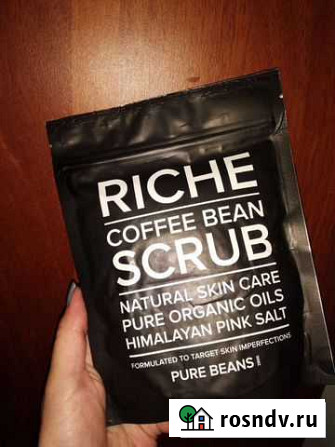 RICHE
COFFEE BEAN
SCRUB
NATURAL SKIN CARE
PURE ORGANIC OILS
HIMALAYAN PINK SALT
FORMULATED TO TARGET SKIN IMPERFECTIONS
PURE BEANS
rosndv.ru